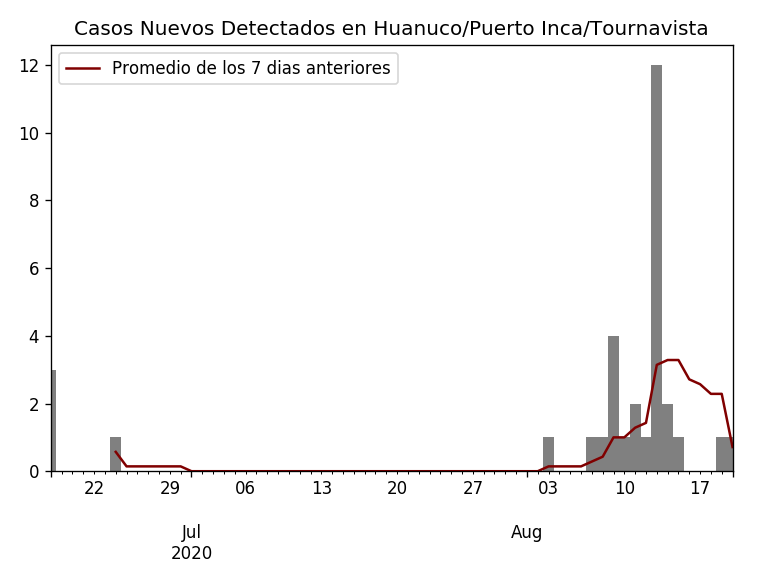 Casos Nuevos Detectados en Huanuco/Puerto Inca/Tournavista
Promedio de los 7 dias anteriores
12
10
8
6
4
2
0
22 29 06 13 20 27 03 10 17
Jul Aug
2020